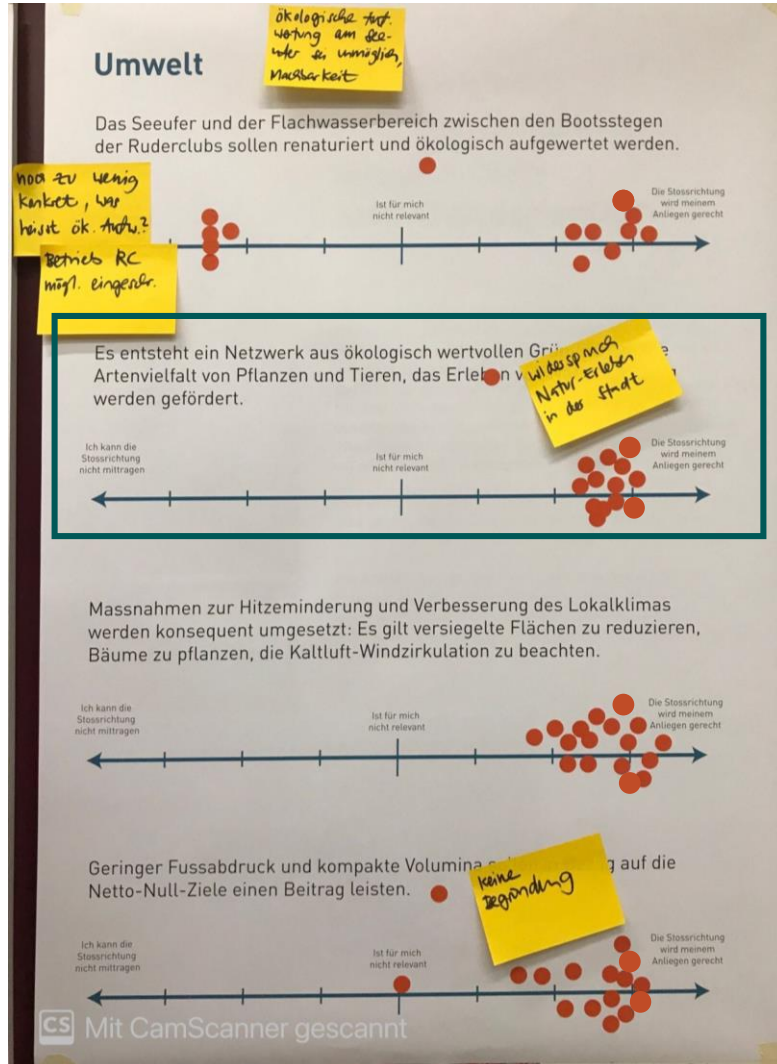 Umwelt
ökologische Aufwertung am See-
ufer sei unmöglich,
Machbarkeit
Das Seeufer und der Flachwasserbereich zwischen den Bootsstegen
der Ruderclubs sollen renaturiert und ökologisch aufgewertet werden.
noch zu wenig
konkret, was
heisst ök. Aufw.?
Betrieb RC
mögl. eingeschr.
Ist für mich
nicht relevant
Die Stossrichtung
wird meinem
Anliegen gerecht
Es entsteht ein Netzwerk aus ökologisch wertvollen
Artenvielfalt von Pflanzen und Tieren, das
werden gefördert.
Widerspruch
Natur-Erleben
in der Stadt
Ich kann die
Stossrichtung
nicht mittragen
Ist für mich
nicht relevant
Die Stossrichtung
wird meinem
Anliegen gerecht
Massnahmen zur Hitzeminderung und Verbesserung des Lokalklimas
werden konsequent umgesetzt: Es gilt versiegelte Flächen zu reduzieren,
Bäume zu pflanzen, die Kaltluft-Windzirkulation zu beachten.
Ich kann die
Stossrichtung
nicht mittragen
Ist für mich
nicht relevant
Die Stossrichtung
wird meinem
Anliegen gerecht
Geringer Fussabdruck und kompakte Volumina auf die
Netto-Null-Ziele einen Beitrag leisten.
keine
Begründung
Ich kann die
Stossrichtung
nicht mittragen
Ist für mich
nicht relevant
Die Stossrichtung
wird meinem
Anliegen gerecht
CS Mit CamScanner gescannt